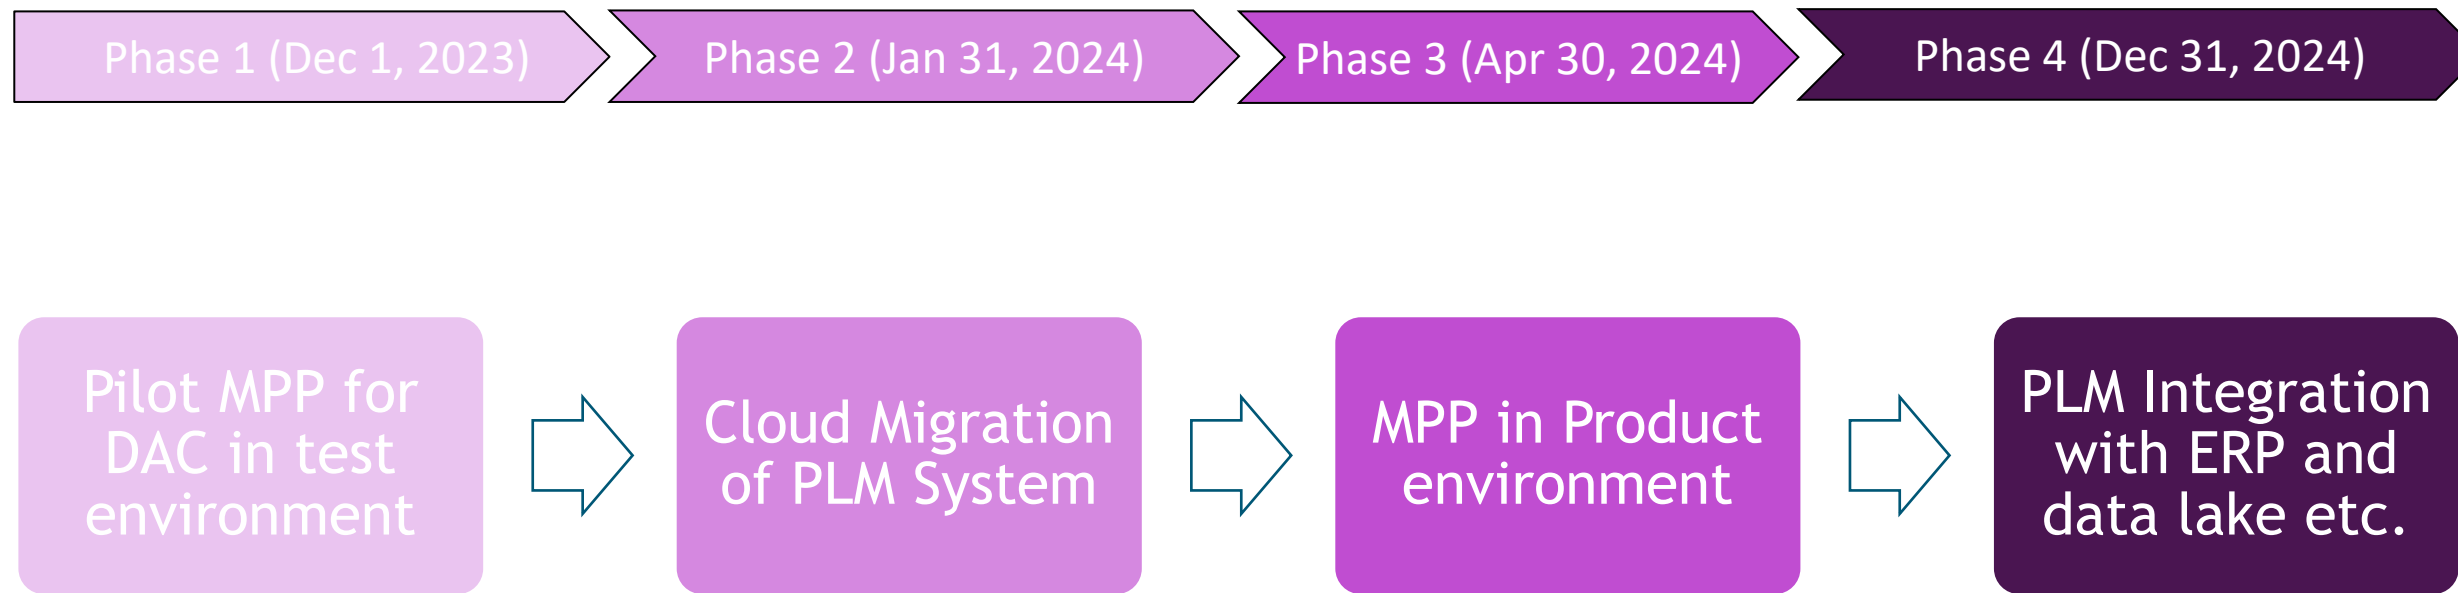 Phase 1 (Dec 1, 2023)
Phase 2 (Jan 31, 2024)
Phase 3 (Apr 30, 2024)
Phase 4 (Dec 31, 2024)
Pilot MPP for
DAC in test
environment
Cloud Migration
of PLM System
MPP in Product
environment
PLM Integration
with ERP and
data lake etc.